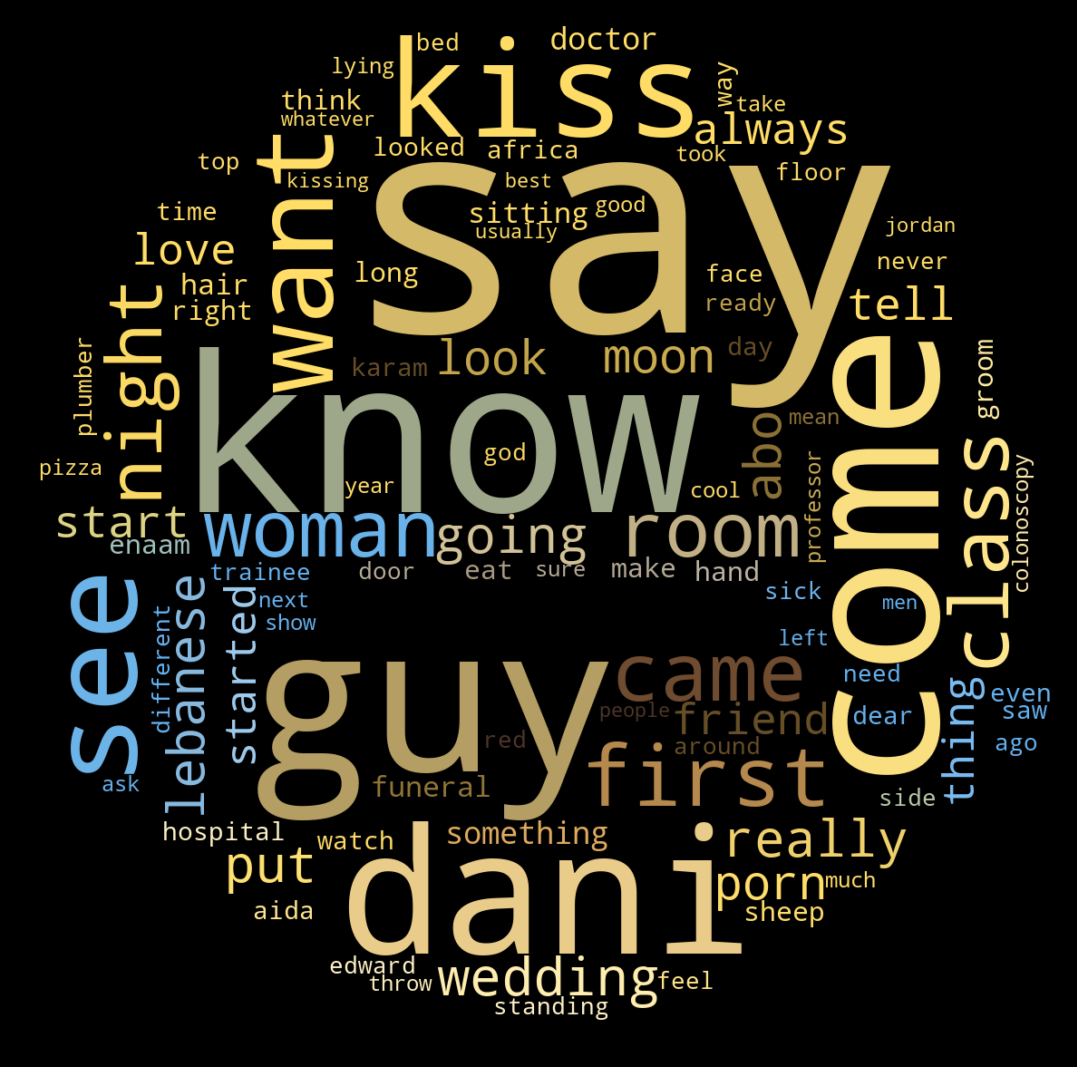 bed
doctor
kiss
lying
way
think
take
whatever
always
want
looked
africa
took
top
say
floor
kissing
best
time
sitting
good
usually
jordan
love
never
long
face
hair
right
ready
tell
night
look
moon
day
karam
plumber
groom
know
come
abo
mean
god
class
pizza
professor
year
cool
colonoscopy
start
woman
going
room
enaam
trainee
door
eat
sure
make
hand
see
lebanese
started
next
sick
men
different
show
left
guy
came
need
thing
even
people
friend
dear
saw
red
around
ago
first
ask
funeral
side
hospital
watch
something
really
put
dani
porn
much
aida
sheep
edward
wedding
throw
feel
standing